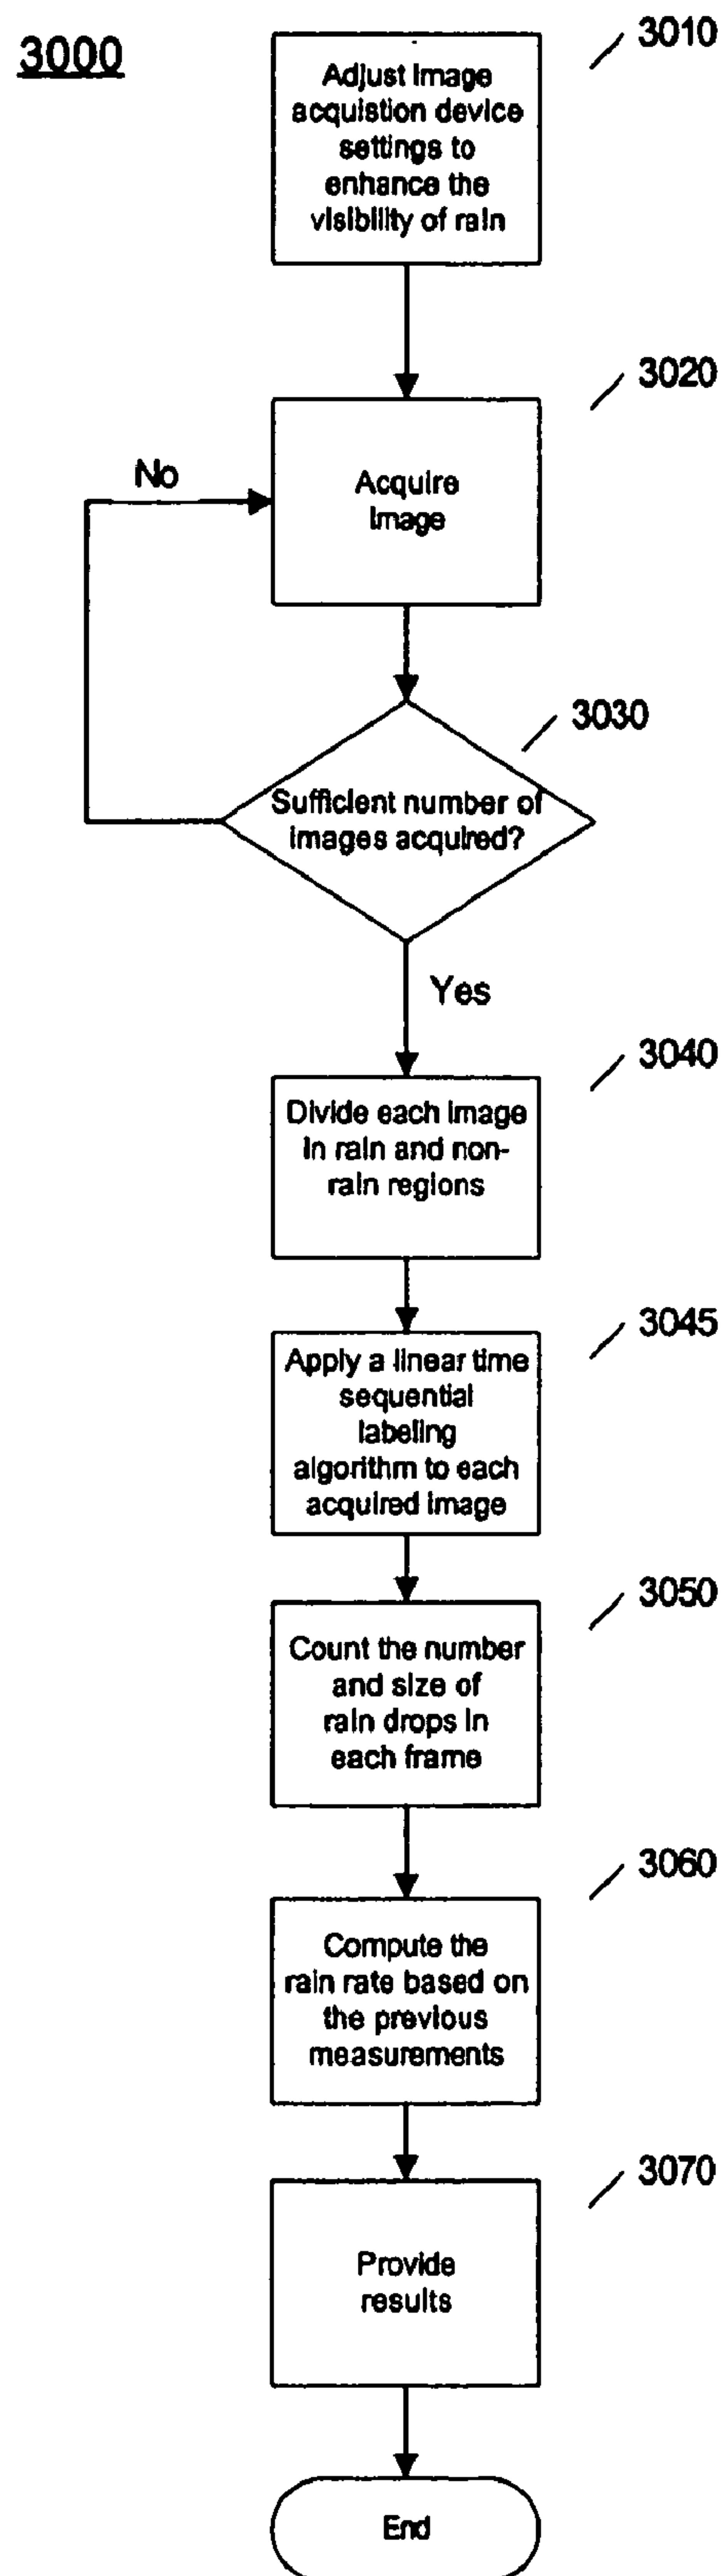 3000
3010
Adjust image
acquistion device
settings to
enhance the
visibility of rain
3020
No
Acquire
Image
3030
Sufficient number of
images acquired?
Yes
3040
Divide each image
in rain and non-
rain regions
3045
Apply a linear time
sequential
labeling
algorithm to each
acquired image
3050
Count the number
and size of
rain drops in
each frame
3060
Compute the
rain rate based on
the previous
measurements
3070
Provide
results
End